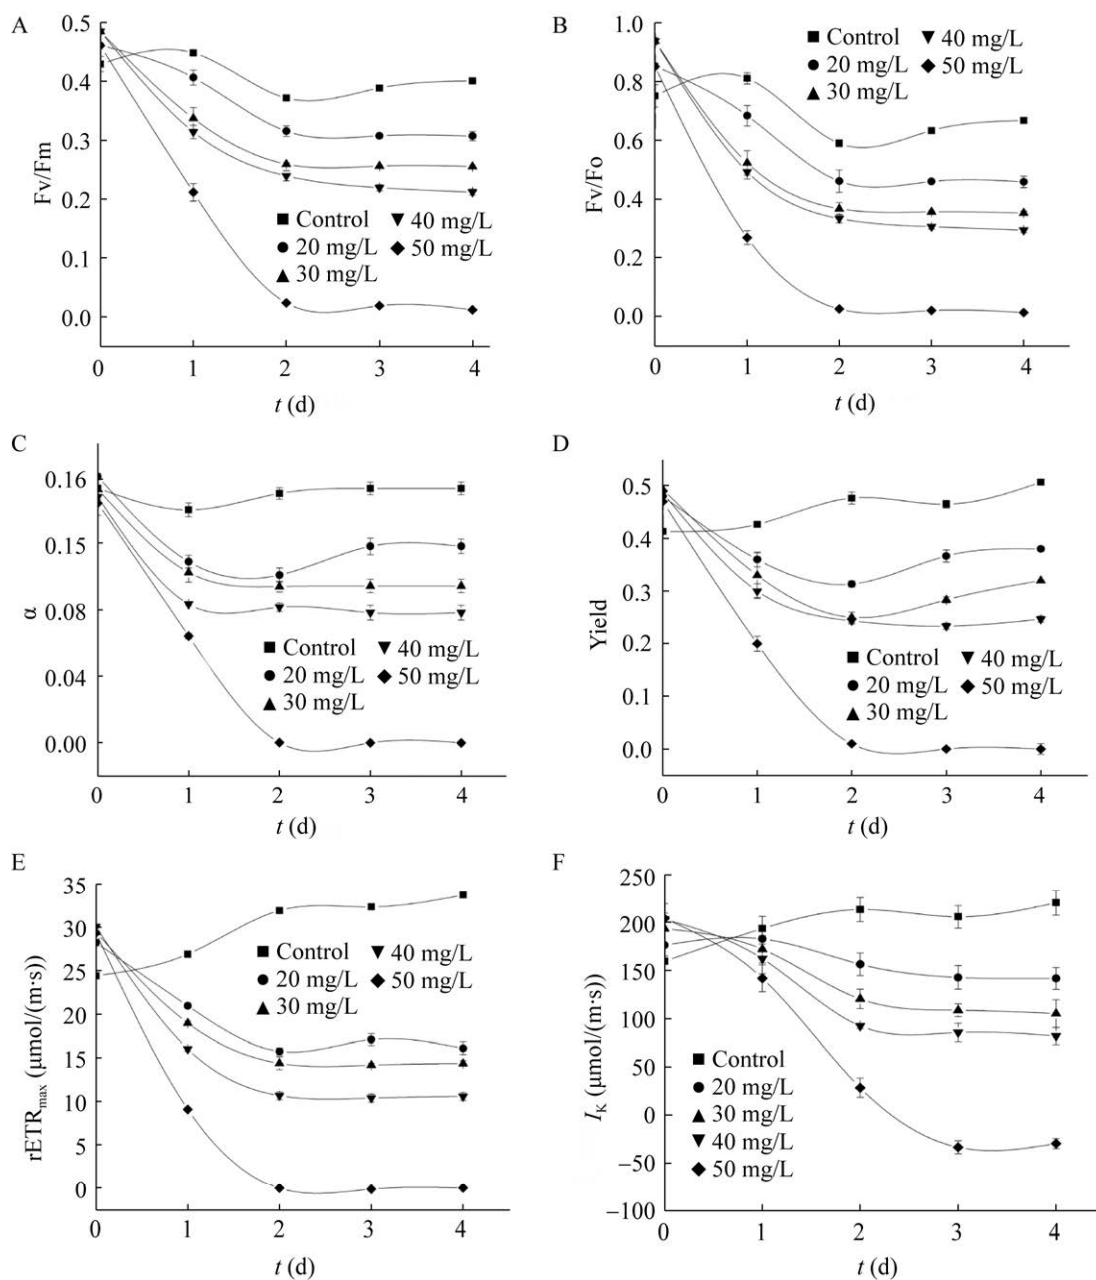 A
0.5
0.4
0.3
0.2
0.1
0.0
Fv/Fm
Control
20 mg/L
30 mg/L
40 mg/L
50 mg/L
0 1 2 3 4
t (d)
B
1.0
0.8
0.6
0.4
0.2
0.0
Fv/Fo
Control
20 mg/L
30 mg/L
40 mg/L
50 mg/L
0 1 2 3 4
t (d)
C
0.16
0.15
0.08
0.04
0.00
α
Control
20 mg/L
30 mg/L
40 mg/L
50 mg/L
0 1 2 3 4
t (d)
D
0.5
0.4
0.3
0.2
0.1
0.0
Yield
Control
20 mg/L
30 mg/L
40 mg/L
50 mg/L
0 1 2 3 4
t (d)
E
35
30
25
20
15
10
5
0
rETRmax (μmol/(m·s))
Control
20 mg/L
30 mg/L
40 mg/L
50 mg/L
0 1 2 3 4
t (d)
F
250
200
150
100
50
0
−50
−100
IK (μmol/(m·s))
Control
20 mg/L
30 mg/L
40 mg/L
50 mg/L
0 1 2 3 4
t (d)